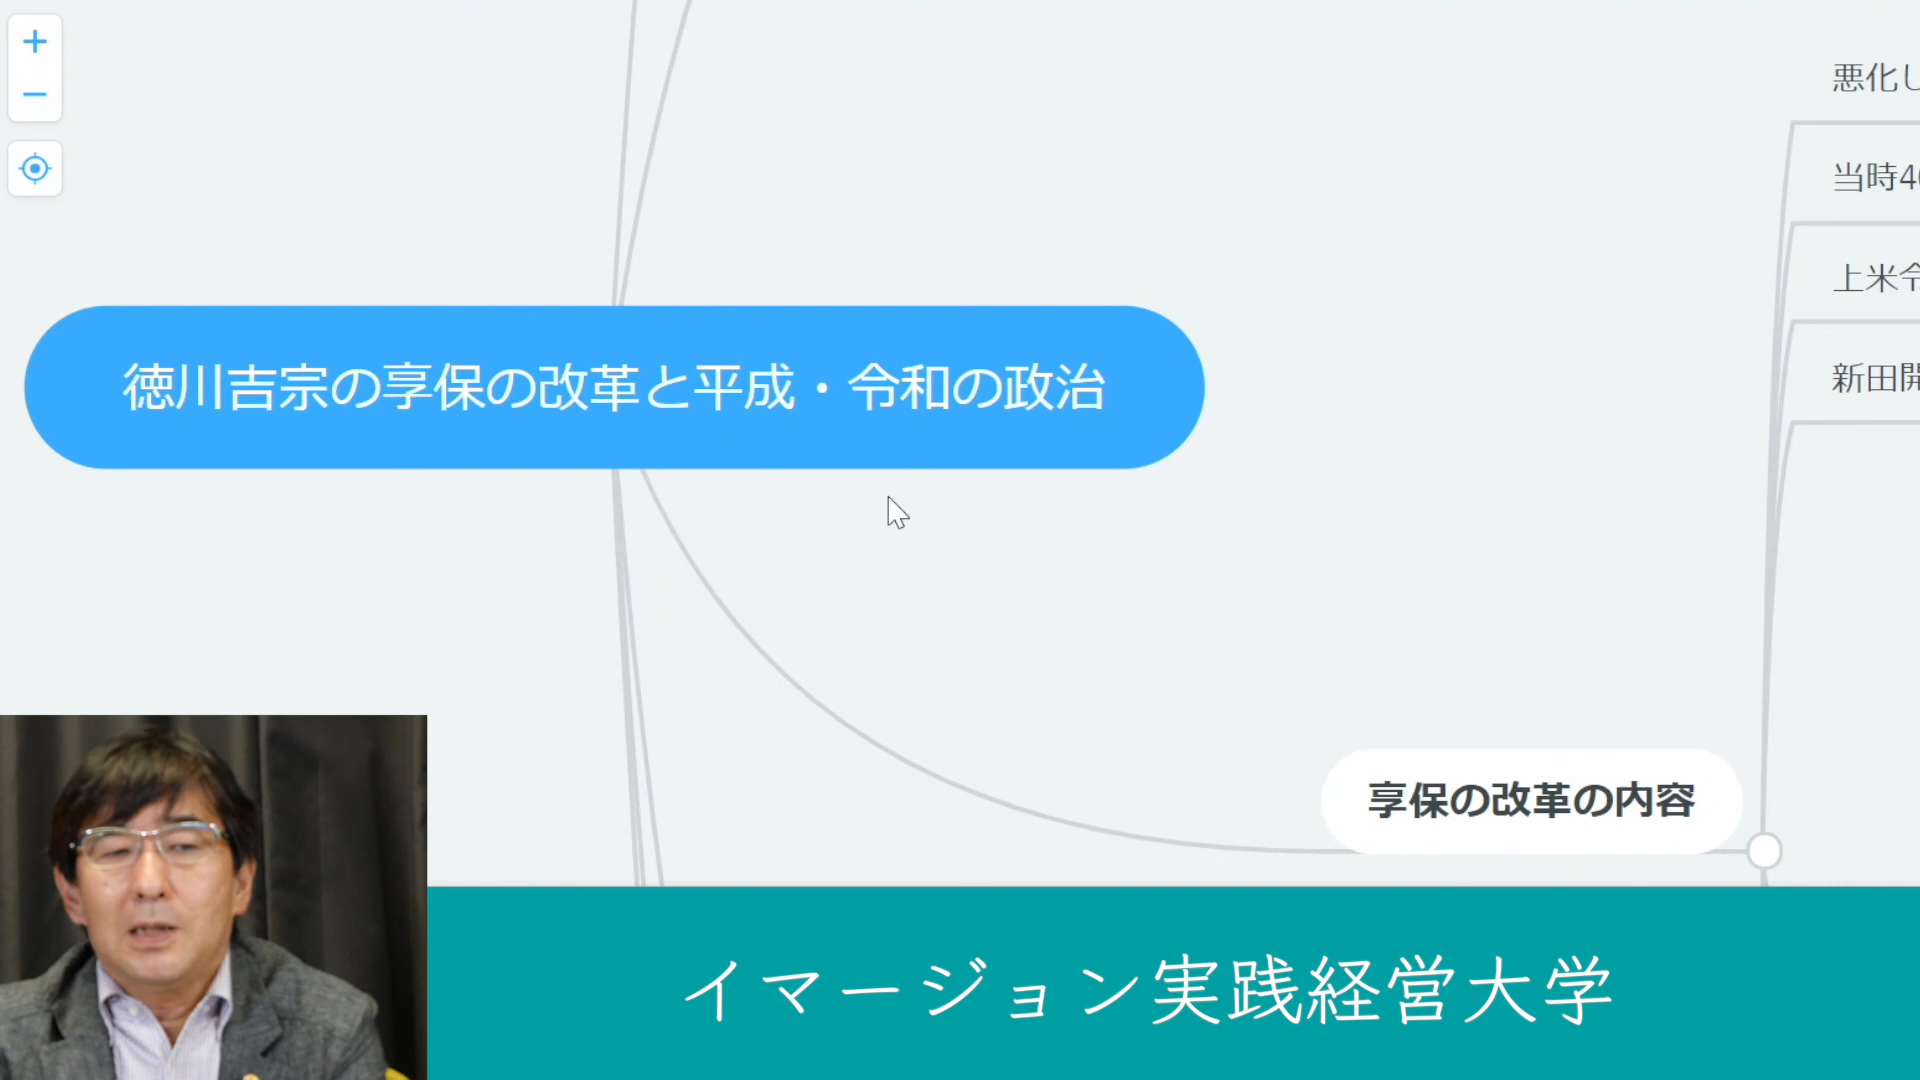 悪化し
当時4
上米令
新田開
徳川吉宗の享保の改革と平成・令和の政治
享保の改革の内容
イマージョン実践経営大学